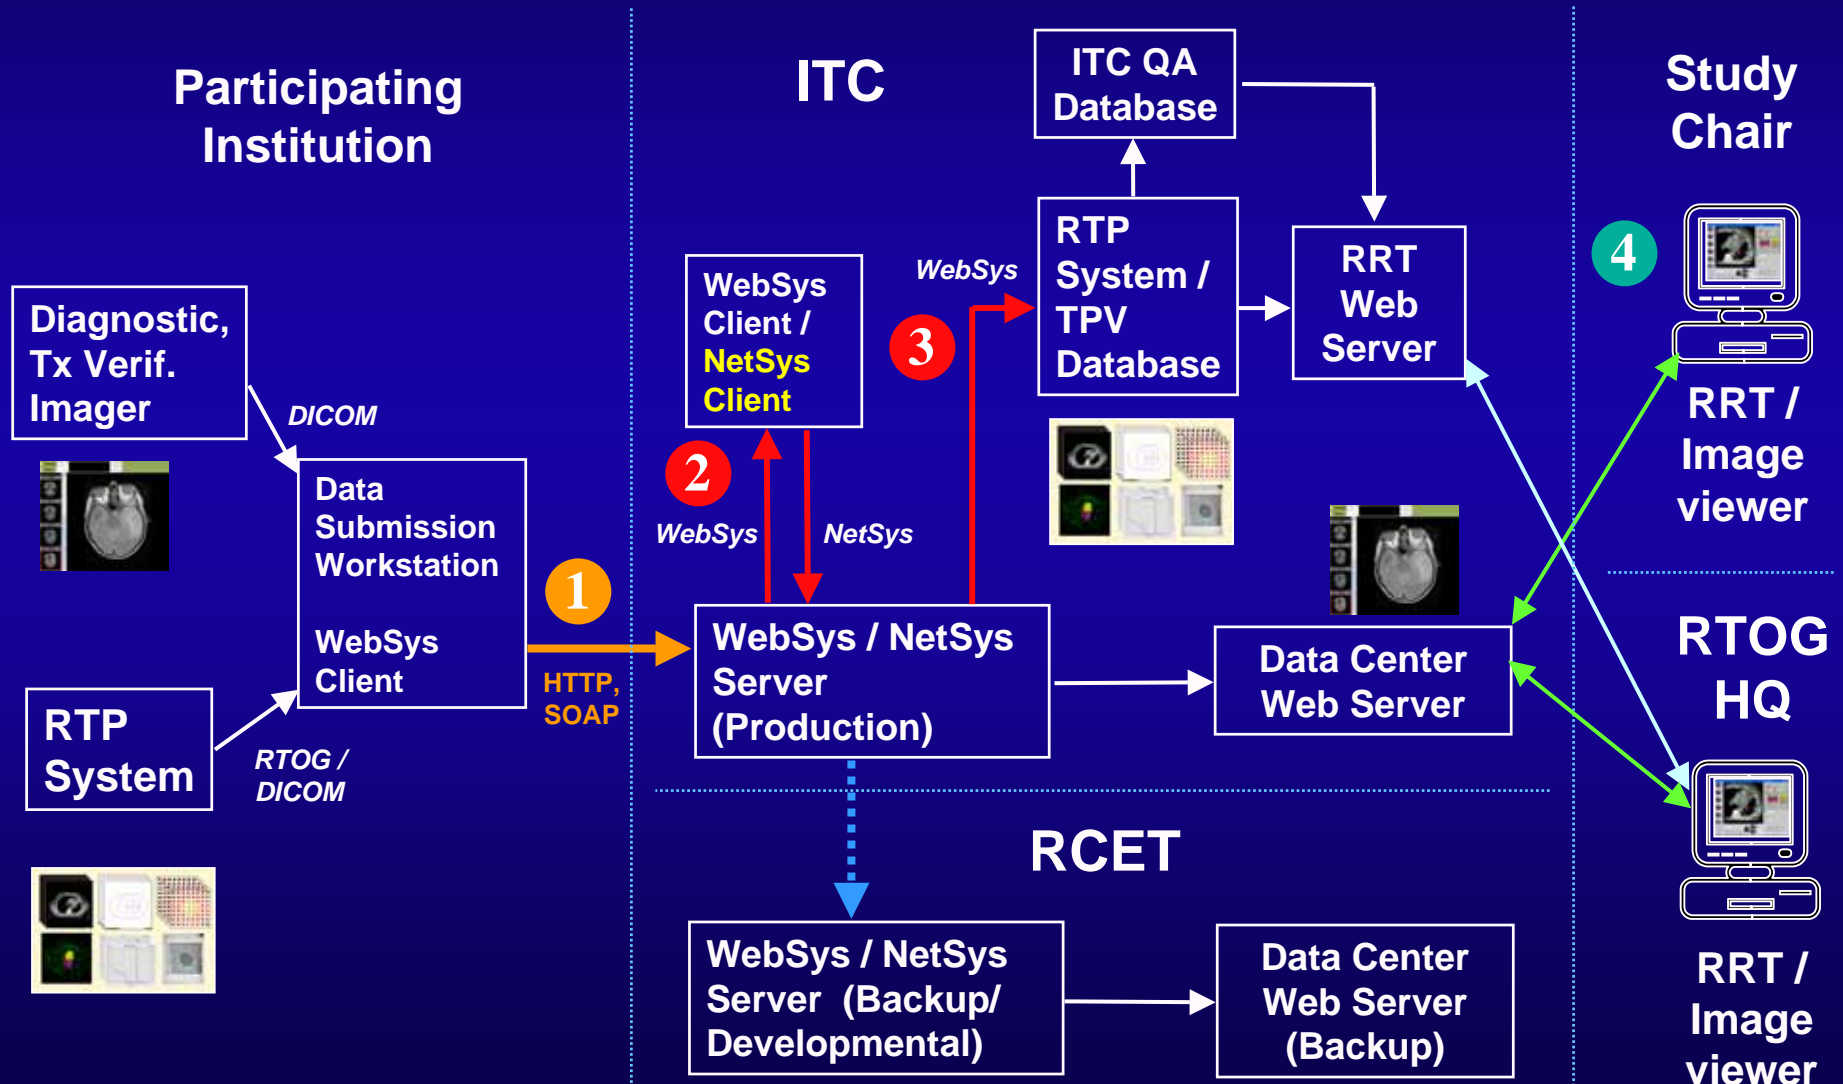 Participating
Institution
Diagnostic,
Tx Verif.
Imager
DICOM
Data
Submission
Workstation
WebSys
Client
RTP
System
RTOG /
DICOM
1
HTTP,
SOAP
ITC
WebSys
Client /
NetSys
Client
2
WebSys
NetSys
3
WebSys
ITC QA
Database
RTP
System /
TPV
Database
RRT
Web
Server
WebSys / NetSys
Server
(Production)
Data Center
Web Server
RCET
WebSys / NetSys
Server (Backup/
Developmental)
Data Center
Web Server
(Backup)
Study
Chair
4
RRT /
Image
viewer
RTOG
HQ
RRT /
Image
viewer